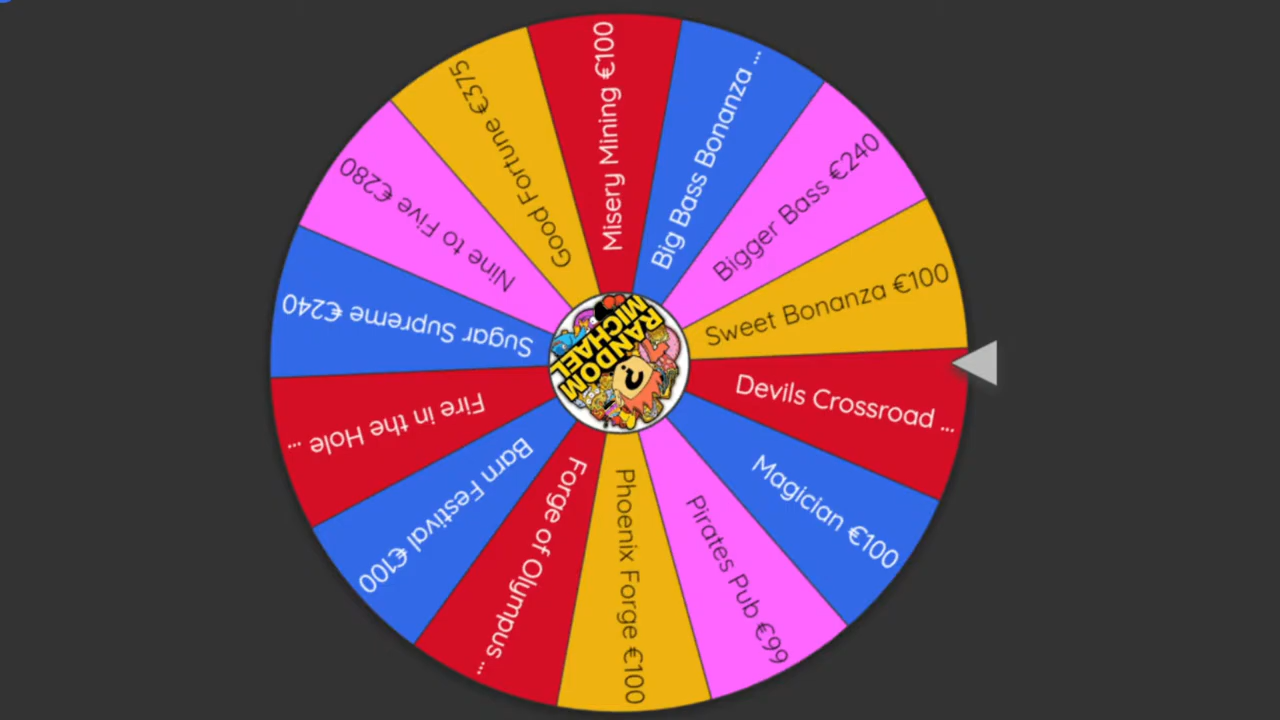 Misery Mining €100
Big Bass Bonanza ...
Bigger Bass €240
Sweet Bonanza €100
Devils Crossroad ...
Magician €100
Pirates Pub €99
Phoenix Forge €100
Forge of Olympus ...
Barn Festival €100
Fire in the Hole ...
Sugar Supreme €240
Nine to Five €280
Good Fortune €375
RANDOM
MICHAEL